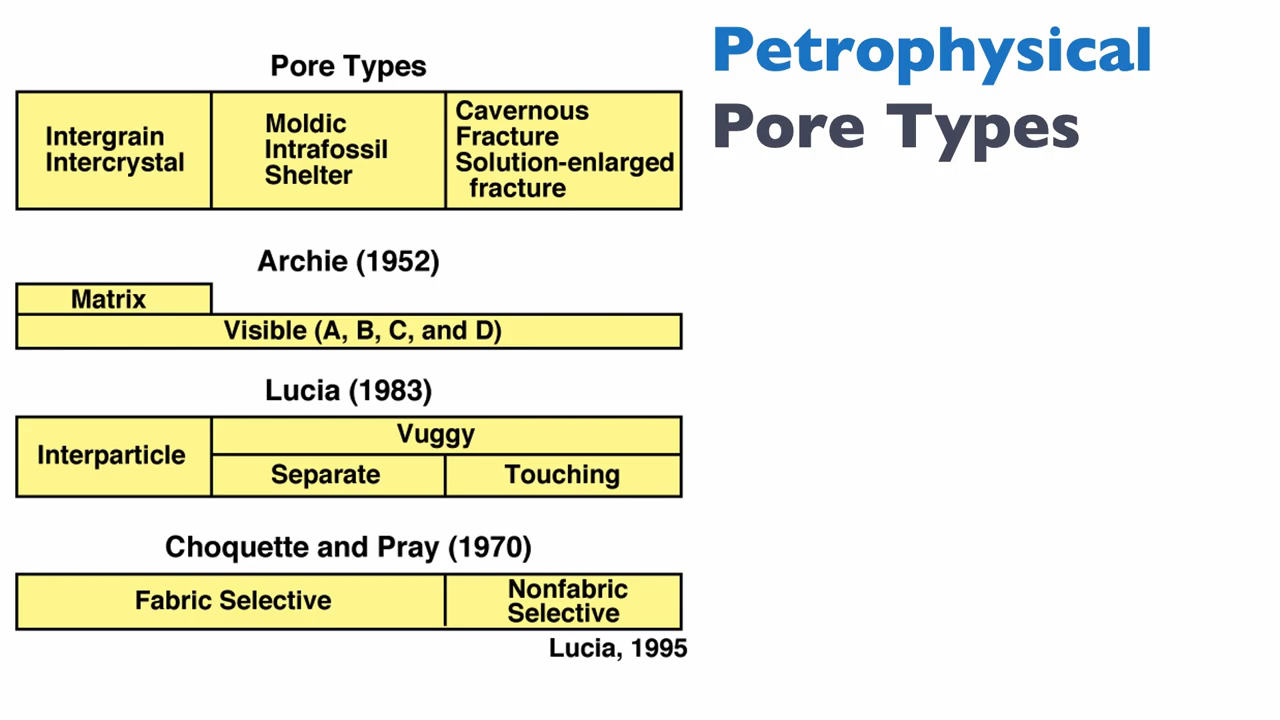 Petrophysical
Pore Types
Pore Types
Intergrain
Intercrystal
Moldic
Intrafossil
Shelter
Cavernous
Fracture
Solution-enlarged
fracture
Archie (1952)
Matrix
Visible (A, B, C, and D)
Lucia (1983)
Interparticle
Vuggy
Separate
Touching
Choquette and Pray (1970)
Fabric Selective
Nonfabric
Selective
Lucia, 1995